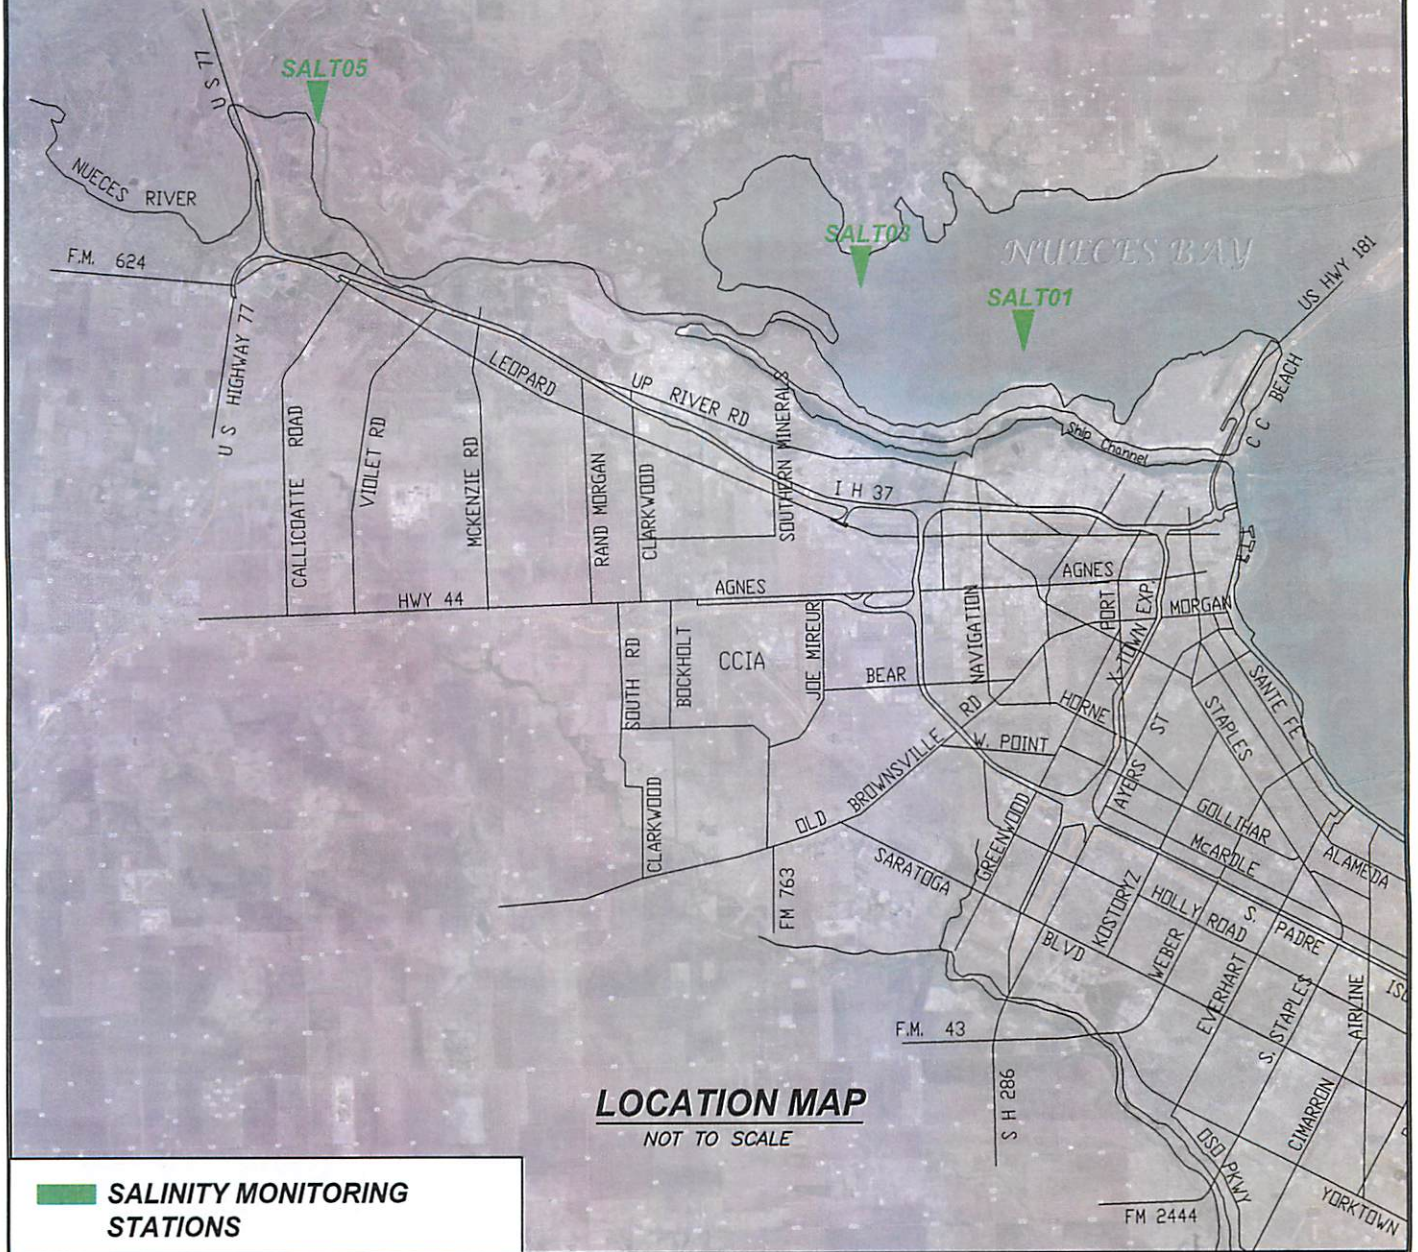 US 77
SALT05
NUECES RIVER
F.M. 624
SALT03
NUECES BAY
SALT01
US HWY 181
US HIGHWAY 77
CALLICOATTE ROAD
VIOLET RD
MCKENZIE RD
LEOPARD
UP RIVER RD
RAND MORGAN
CLARKWOOD
SOUTHERN MINERALS
I H 37
Ship Channel
C C BEACH
HWY 44
AGNES
AGNES
NAVIGATION
PORT
X-TOWN EXP.
MORGAN
SOUTH RD
BOCKHOLT
CCIA
JOE MIREUR
BEAR
HORNE
SANTE FE
STAPLES
W. POINT
OLD BROWNSVILLE RD
AYERS ST
CLARKWOOD
GREENWOOD
GOLLIHAR
McARDLE
ALAMEDA
SARATOGA
BLVD
FM 763
KOSTORYZ
HOLLY ROAD
S. PADRE
ISL
WEBER
EVERHART
S. STAPLES
AIRLINE
F.M. 43
S H 286
CIMARRON
OSO PKWY
YORKTOWN
FM 2444
LOCATION MAP
NOT TO SCALE
SALINITY MONITORING
STATIONS